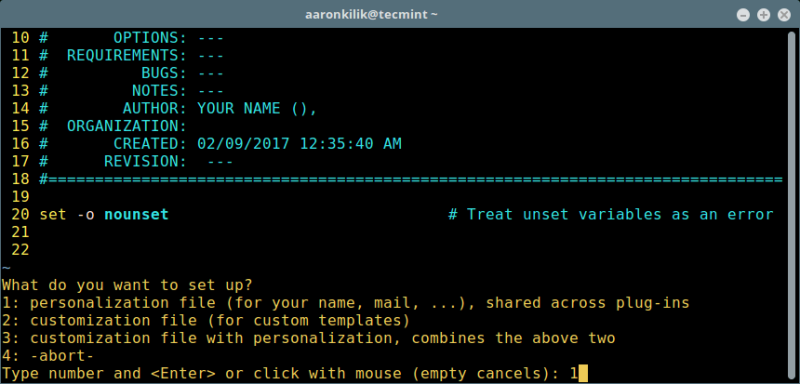 aaronkilik@tecmint ~
10 #       OPTIONS: ---
11 #  REQUIREMENTS: ---
12 #          BUGS: ---
13 #         NOTES: ---
14 #        AUTHOR: YOUR NAME (),
15 #  ORGANIZATION:
16 #       CREATED: 02/09/2017 12:35:40 AM
17 #      REVISION:  ---
18 #===============================================================================
19
20 set -o nounset                              # Treat unset variables as an error
21
22
~
What do you want to set up?
1: personalization file (for your name, mail, ...), shared across plug-ins
2: customization file (for custom templates)
3: customization file with personalization, combines the above two
4: -abort-
Type number and <Enter> or click with mouse (empty cancels): 1